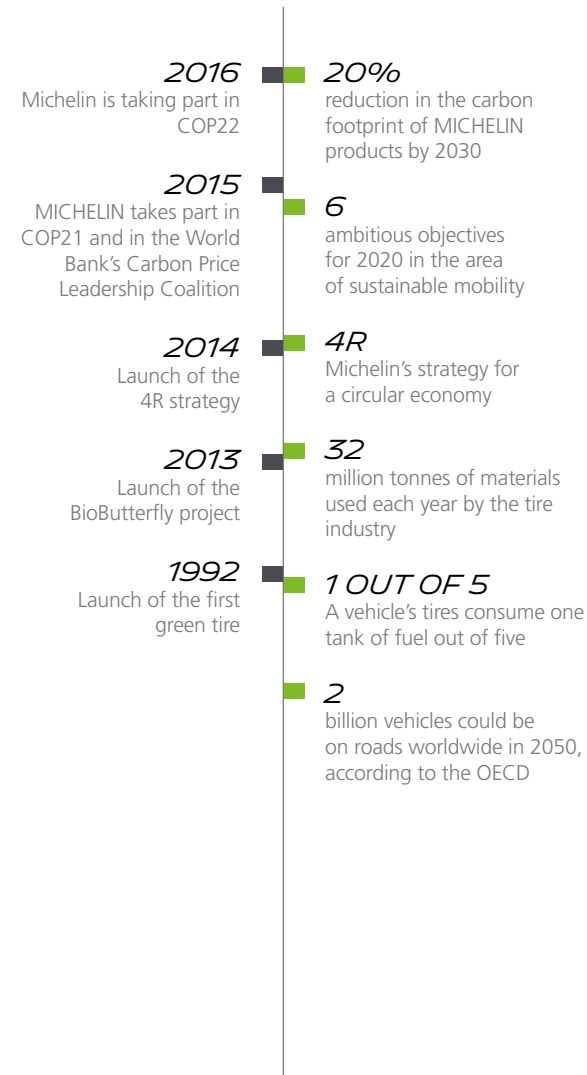 2016
Michelin is taking part in
COP22
2015
MICHELIN takes part in
COP21 and in the World
Bank's Carbon Price
Leadership Coalition
2014
Launch of the
4R strategy
2013
Launch of the
BioButterfly project
1992
Launch of the first
green tire
20%
reduction in the carbon
footprint of MICHELIN
products by 2030
6
ambitious objectives
for 2020 in the area
of sustainable mobility
4R
Michelin's strategy for
a circular economy
32
million tonnes of materials
used each year by the tire
industry
1 OUT OF 5
A vehicle's tires consume one
tank of fuel out of five
2
billion vehicles could be
on roads worldwide in 2050,
according to the OECD